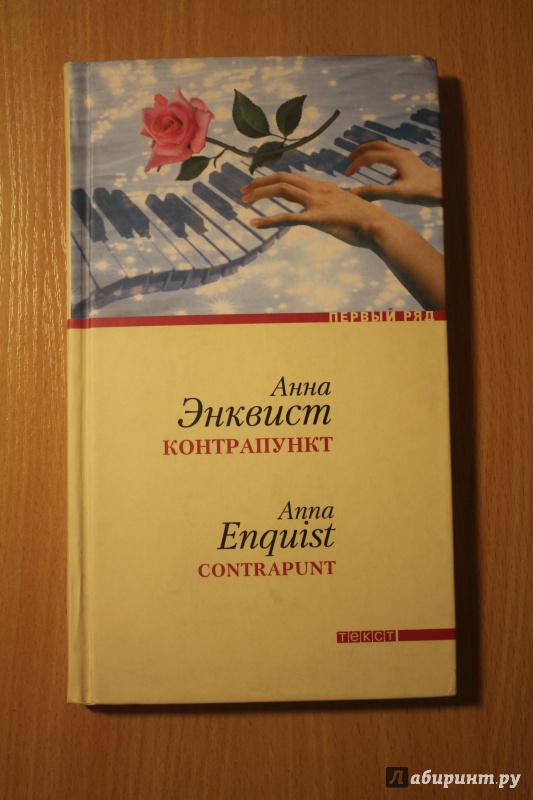 ПЕРВЫЙ РЯД
Анна
Энквист
КОНТРАПУНКТ
Anna
Enquist
CONTRAPUNT
текст
Лабиринт.ру